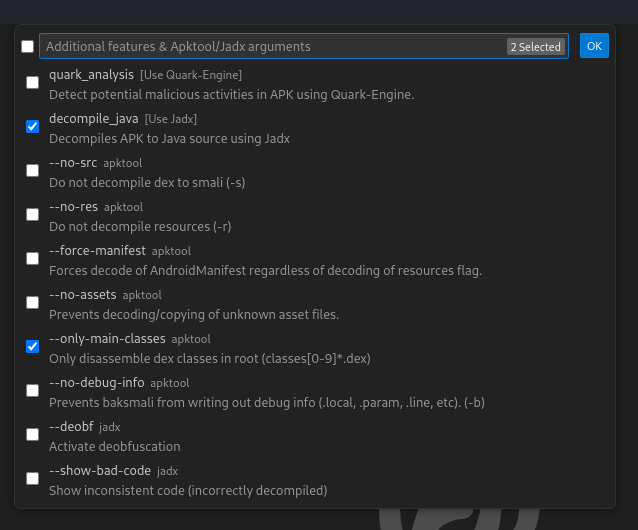 Additional features & Apktool/Jadx arguments 2 Selected OK
quark_analysis [Use Quark-Engine]
Detect potential malicious activities in APK using Quark-Engine.
decompile_java [Use Jadx]
Decompiles APK to Java source using Jadx
--no-src apktool
Do not decompile dex to smali (-s)
--no-res apktool
Do not decompile resources (-r)
--force-manifest apktool
Forces decode of AndroidManifest regardless of decoding of resources flag.
--no-assets apktool
Prevents decoding/copying of unknown asset files.
--only-main-classes apktool
Only disassemble dex classes in root (classes[0-9]*.dex)
--no-debug-info apktool
Prevents baksmali from writing out debug info (.local, .param, .line, etc). (-b)
--deobf jadx
Activate deobfuscation
--show-bad-code jadx
Show inconsistent code (incorrectly decompiled)